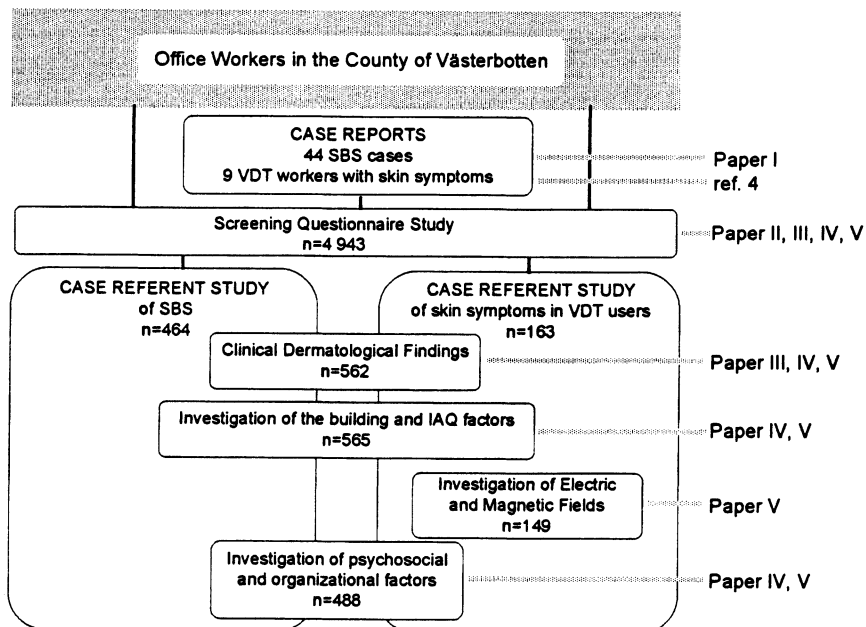 Office Workers in the County of Västerbotten
CASE REPORTS
44 SBS cases
9 VDT workers with skin symptoms
Paper I
ref. 4
Screening Questionnaire Study
n=4 943
Paper II, III, IV, V
CASE REFERENT STUDY
of SBS
n=464
CASE REFERENT STUDY
of skin symptoms in VDT users
n=163
Clinical Dermatological Findings
n=562
Paper III, IV, V
Investigation of the building and IAQ factors
n=565
Paper IV, V
Investigation of Electric
and Magnetic Fields
n=149
Paper V
Investigation of psychosocial
and organizational factors
n=488
Paper IV, V